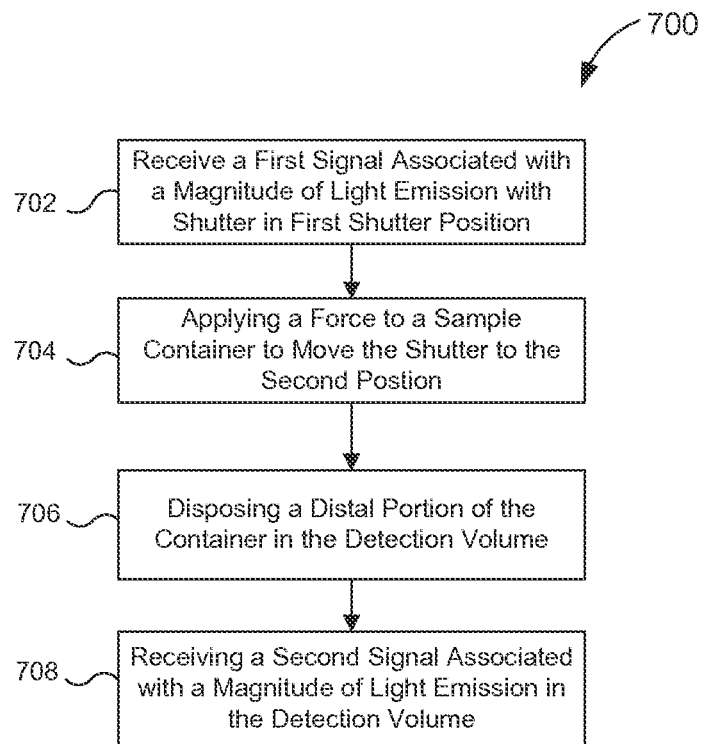 700
702
Receive a First Signal Associated with
a Magnitude of Light Emission with
Shutter in First Shutter Position
704
Applying a Force to a Sample
Container to Move the Shutter to the
Second Postion
706
Disposing a Distal Portion of the
Container in the Detection Volume
708
Receiving a Second Signal Associated
with a Magnitude of Light Emission in
the Detection Volume